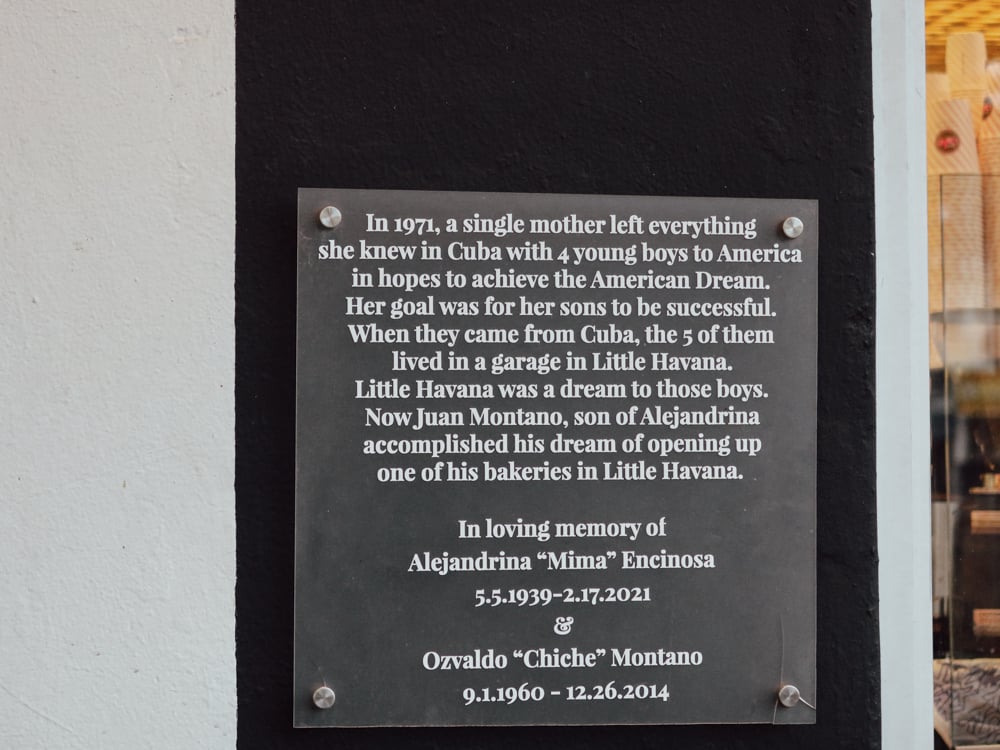 In 1971, a single mother left everything
she knew in Cuba with 4 young boys to America
in hopes to achieve the American Dream.
Her goal was for her sons to be successful.
When they came from Cuba, the 5 of them
lived in a garage in Little Havana.
Little Havana was a dream to those boys.
Now Juan Montano, son of Alejandrina
accomplished his dream of opening up
one of his bakeries in Little Havana.
In loving memory of
Alejandrina “Mima” Encinosa
5.5.1939-2.17.2021
&
Ozvaldo “Chiche” Montano
9.1.1960 - 12.26.2014